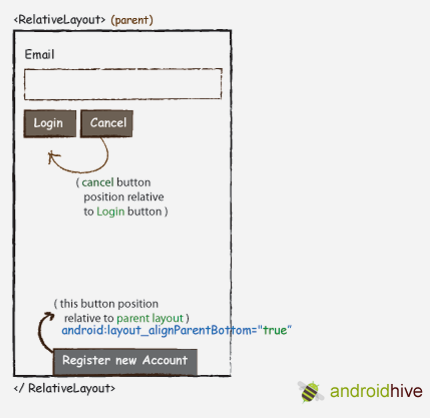 <RelativeLayout> (parent)
Email
Login Cancel
( cancel button
position relative
to Login button )
( this button position
relative to parent layout )
android:layout_alignParentBottom="true"
Register new Account
</ RelativeLayout>
androidhive